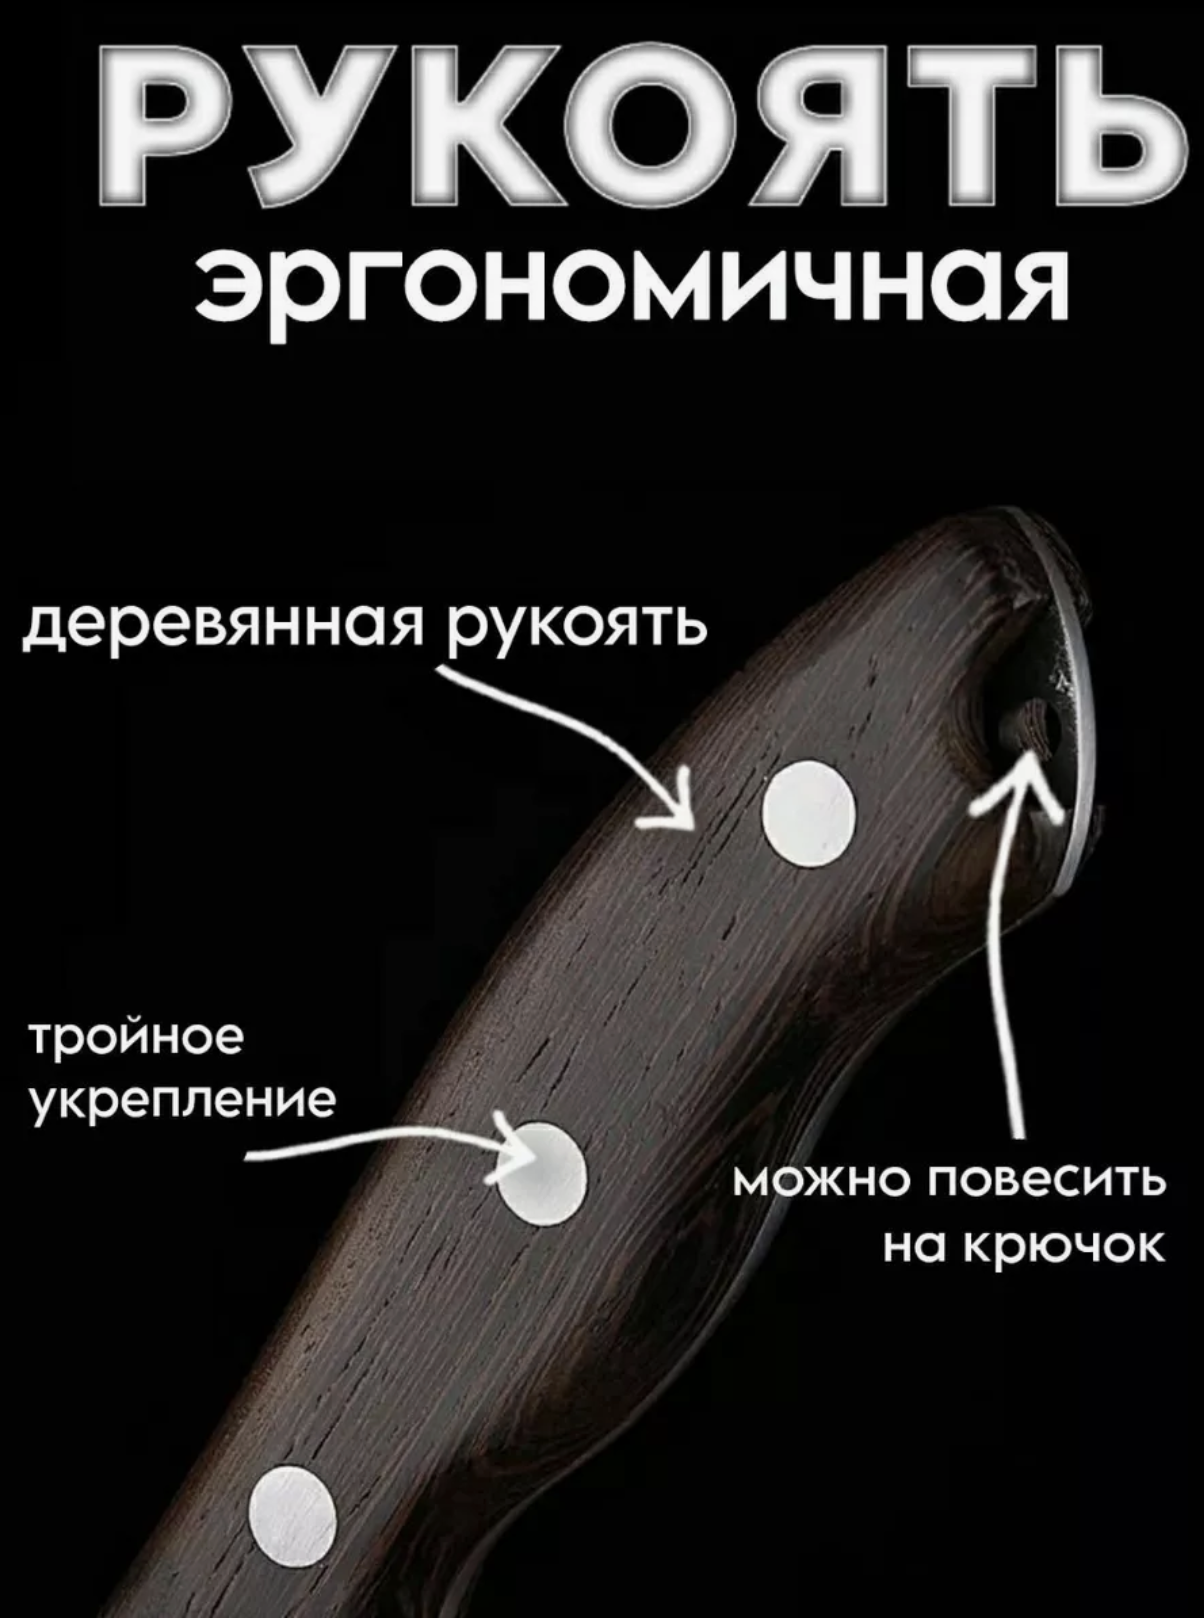 РУКОЯТЬ
эргономичная
деревянная рукоять
тройное
укрепление
можно повесить
на крючок